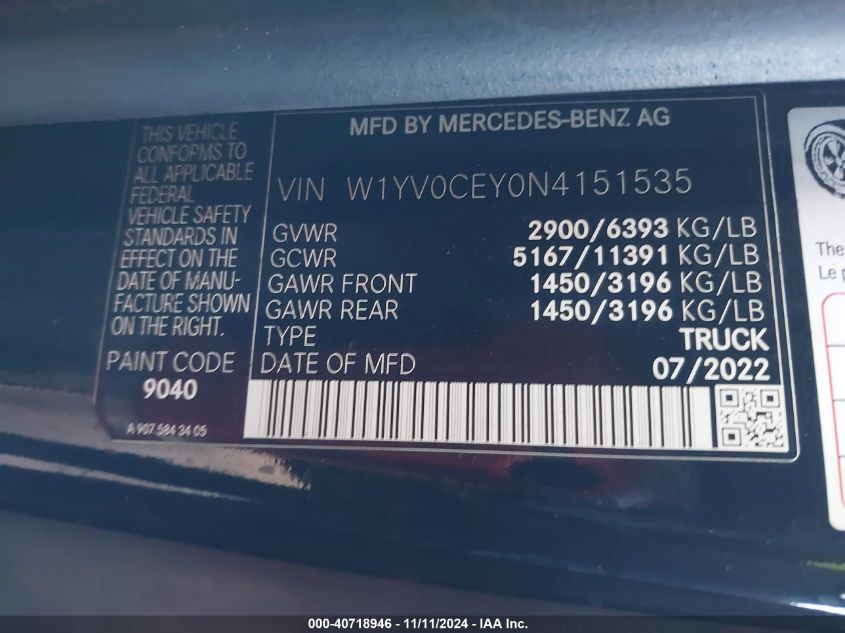 MFD BY MERCEDES-BENZ AG
THIS VEHICLE
CONFORMS TO
ALL APPLICABLE
FEDERAL
VEHICLE SAFETY
STANDARDS IN
EFFECT ON THE
DATE OF MANU-
FACTURE SHOWN
ON THE RIGHT.
PAINT CODE
9040
A 907 584 34 05
VIN W1YV0CEY0N4151535
GVWR 2900/6393 KG/LB
GCWR 5167/11391 KG/LB
GAWR FRONT 1450/3196 KG/LB
GAWR REAR 1450/3196 KG/LB
TYPE TRUCK
DATE OF MFD 07/2022
The
Le p
000-40718946 - 11/11/2024 - IAA Inc.